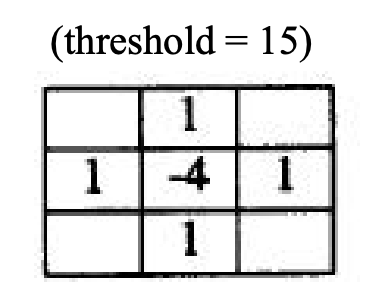 (threshold = 15)
1
1 -4 1
1